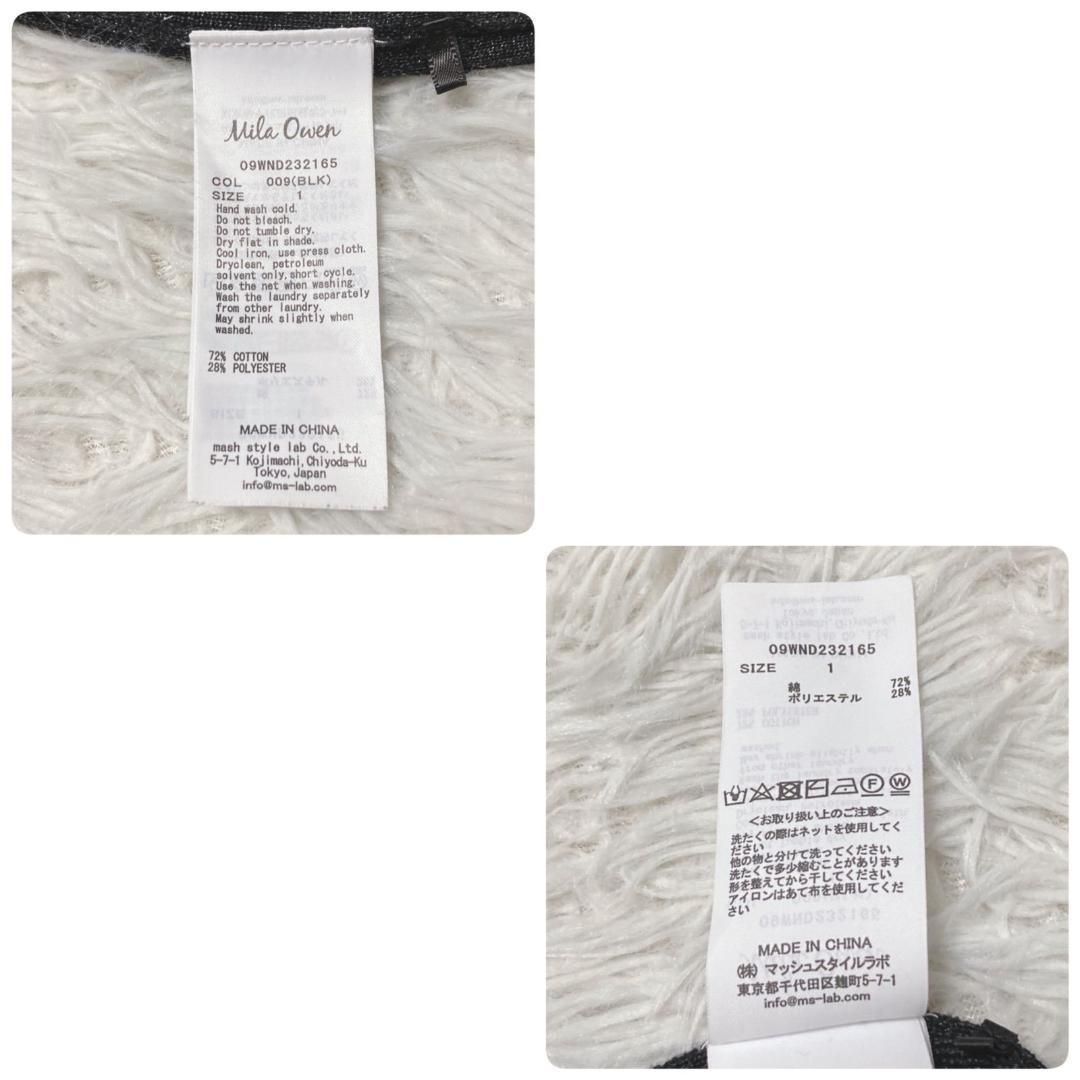 Mila Owen
09WND232165
COL 009(BLK)
SIZE 1
Hand wash cold.
Do not bleach.
Do not tumble dry.
Dry flat in shade.
Cool iron, use press cloth.
Dryclean, petroleum
solvent only,short cycle.
Use the net when washing.
Wash the laundry separately
from other laundry.
May shrink slightly when
washed.
72% COTTON
28% POLYESTER
MADE IN CHINA
mash style lab Co.,Ltd.
5-7-1 Kojimachi,Chiyoda-Ku
Tokyo,Japan
info@ms-lab.com
09WND232165
SIZE 1
綿 72%
ポリエステル 28%
F W
<お取り扱い上のご注意>
洗たくの際はネットを使用してく
ださい
他の物と分けて洗ってください
洗たくで多少縮むことがあります
形を整えてから干してください
アイロンはあて布を使用してくだ
さい
MADE IN CHINA
(株) マッシュスタイルラボ
東京都千代田区麹町5-7-1
info@ms-lab.com